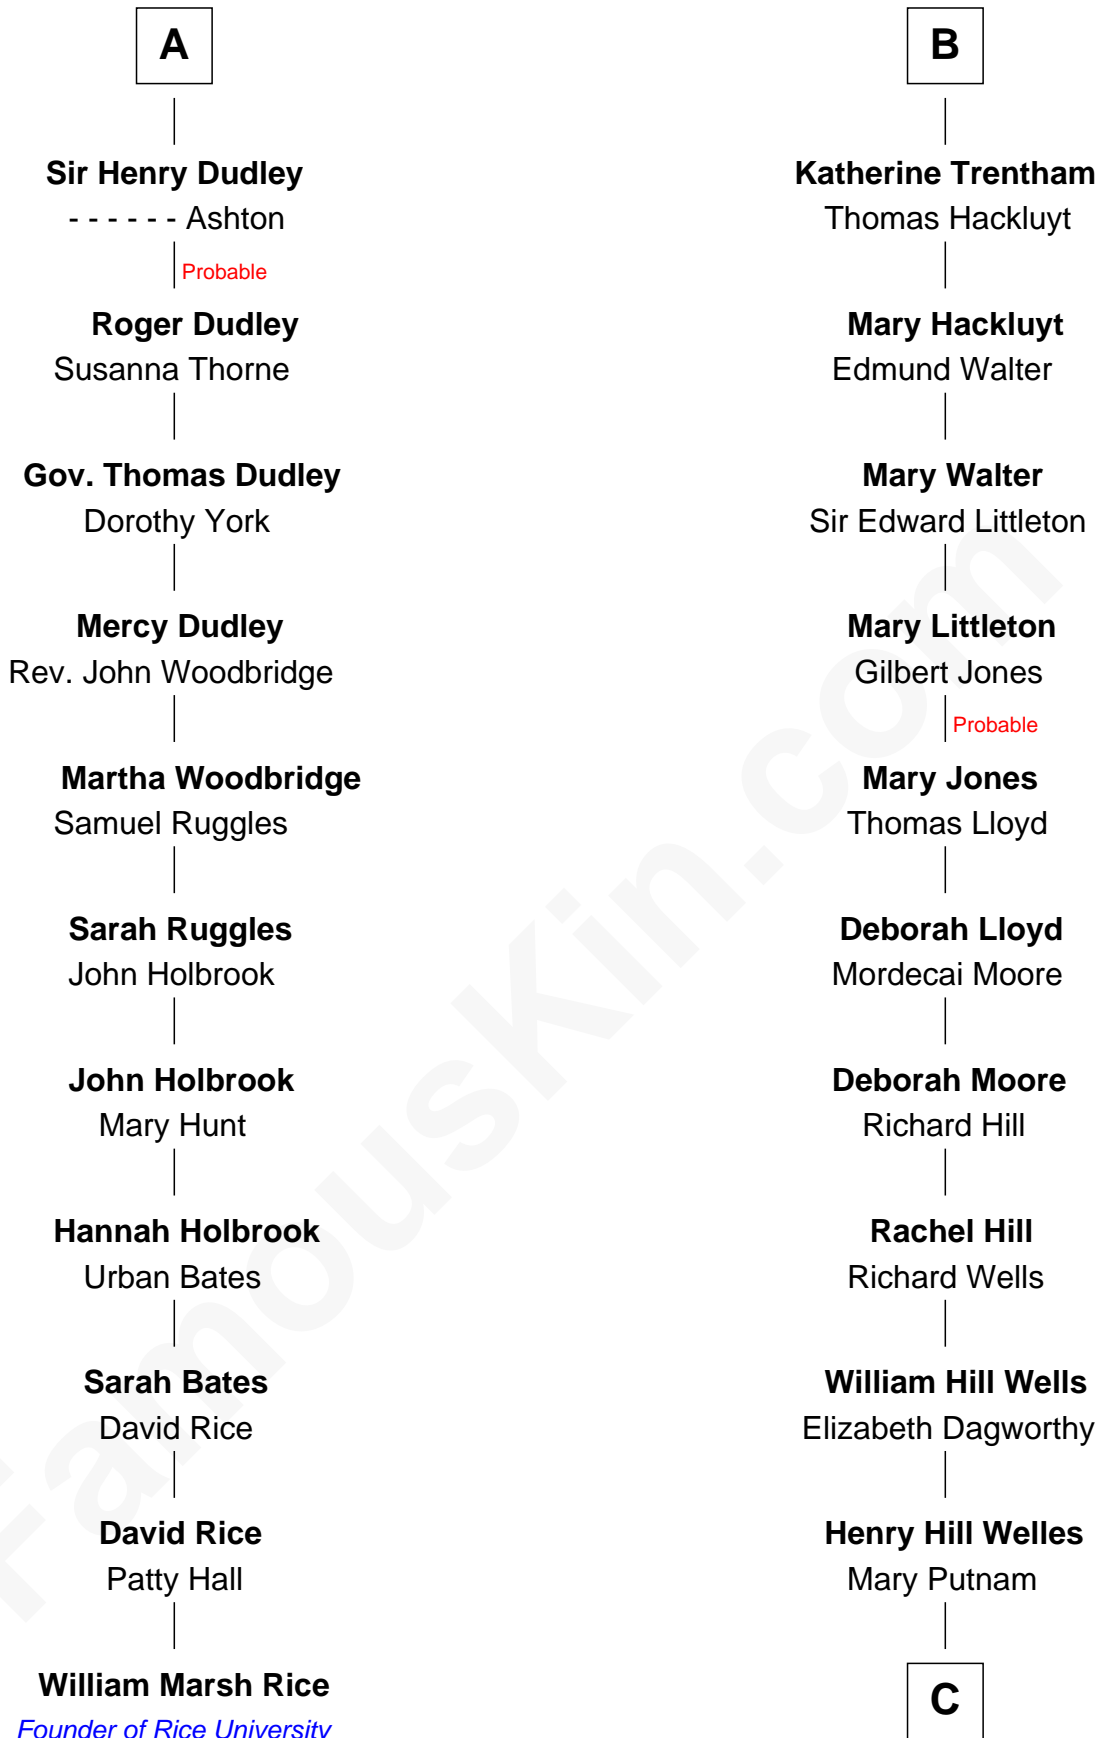 A
Sir Henry Dudley
- - - - - - Ashton
Probable
Roger Dudley
Susanna Thorne
Gov. Thomas Dudley
Dorothy York
Mercy Dudley
Rev. John Woodbridge
Martha Woodbridge
Samuel Ruggles
Sarah Ruggles
John Holbrook
John Holbrook
Mary Hunt
Hannah Holbrook
Urban Bates
Sarah Bates
David Rice
David Rice
Patty Hall
William Marsh Rice
Founder of Rice University
B
Katherine Trentham
Thomas Hackluyt
Mary Hackluyt
Edmund Walter
Mary Walter
Sir Edward Littleton
Mary Littleton
Gilbert Jones
Probable
Mary Jones
Thomas Lloyd
Deborah Lloyd
Mordecai Moore
Deborah Moore
Richard Hill
Rachel Hill
Richard Wells
William Hill Wells
Elizabeth Dagworthy
Henry Hill Welles
Mary Putnam
C
FamousKin.com